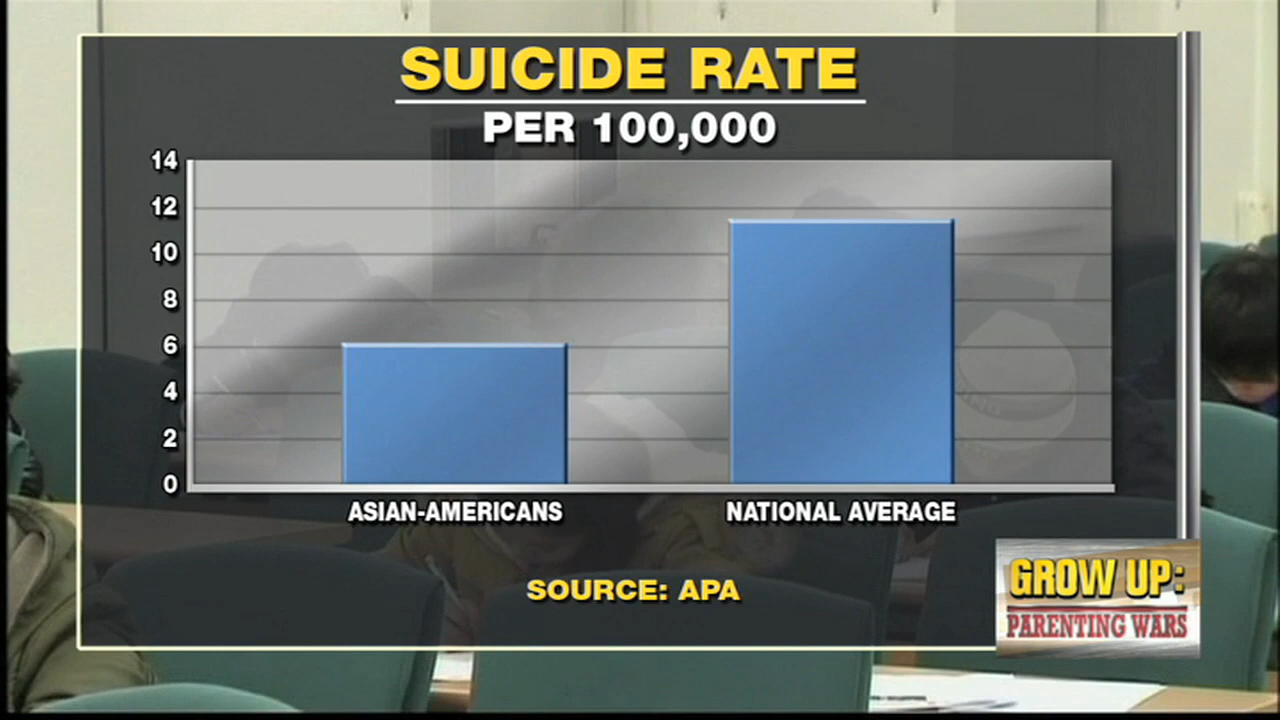 SUICIDE RATE
PER 100,000
14
12
10
8
6
4
2
0
ASIAN-AMERICANS
NATIONAL AVERAGE
SOURCE: APA
GROW UP:
PARENTING WARS